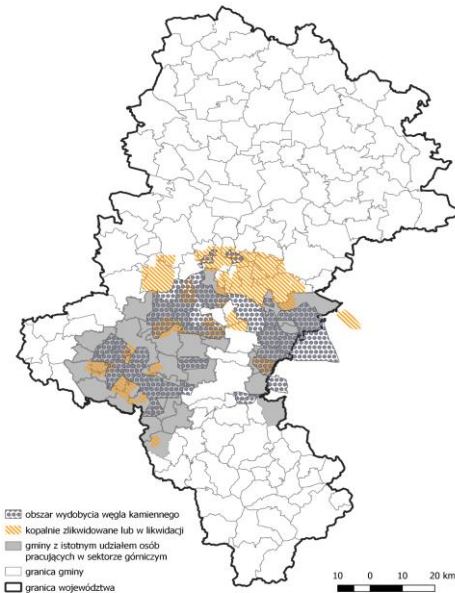 obszar wydobycia węgla kamiennego
kopalnie zlikwidowane lub w likwidacji
gminy z istotnym udziałem osób
pracujących w sektorze górniczym
granica gminy
granica województwa
10 0 10 20 km